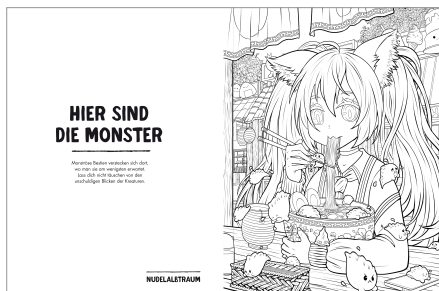 HIER SIND
DIE MONSTER
Monströse Bestien verstecken sich dort,
wo man sie am wenigsten erwartet.
Lass dich nicht täuschen von den
unschuldigen Blicken der Kreaturen.
NUDELALBTRAUM